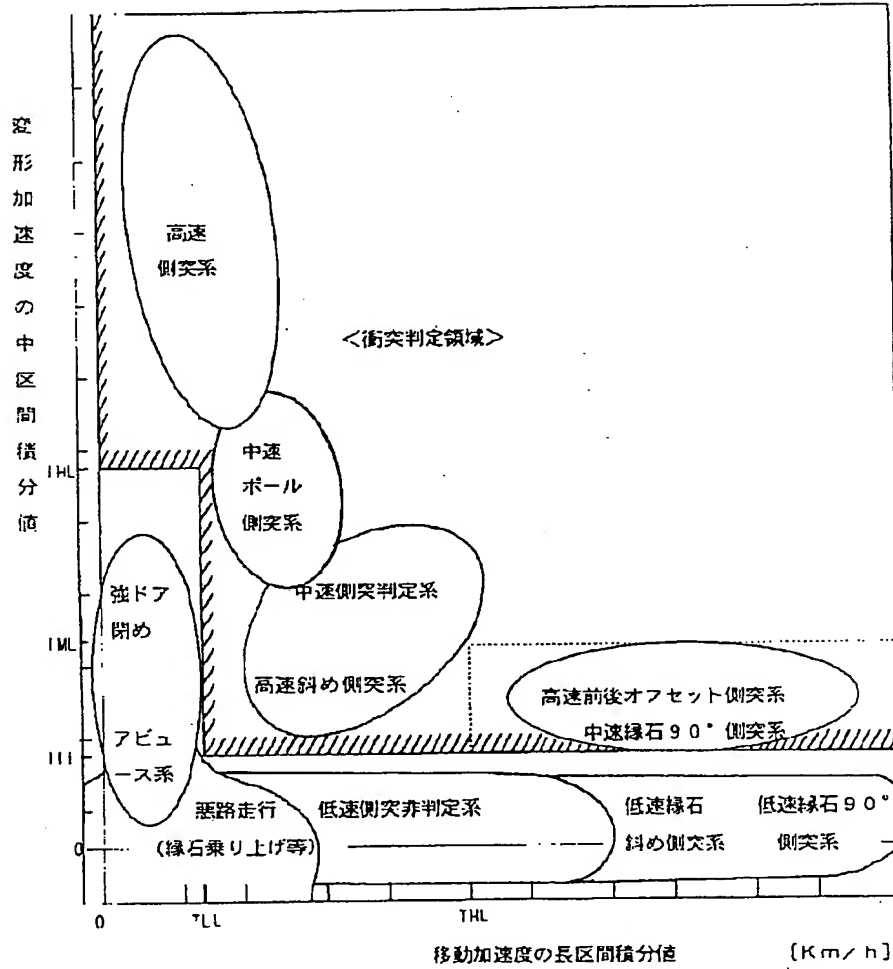 変形加速度の中区間積分値
高速
側突系
<衝突判定領域>
IHL
中速
ポール
側突系
強ドア
閉め
中速側突判定系
IML
高速斜め側突系
高速前後オフセット側突系
中速縁石90°側突系
アビュ
ース系
悪路走行
(縁石乗り上げ等)
低速側突非判定系
低速縁石
斜め側突系
低速縁石90°
側突系
0
0
TLL
THL
移動加速度の長区間積分値
[Km/h]